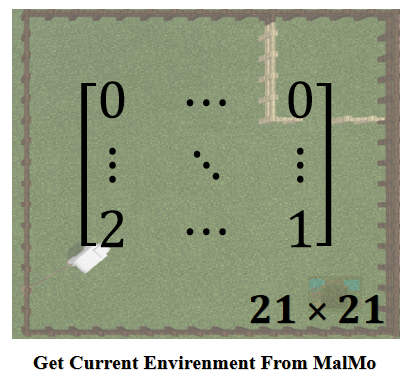 0 ⋯ 0
⋮ ⋱ ⋮
2 ⋯ 1
21 × 21
Get Current Envirenment From MalMo